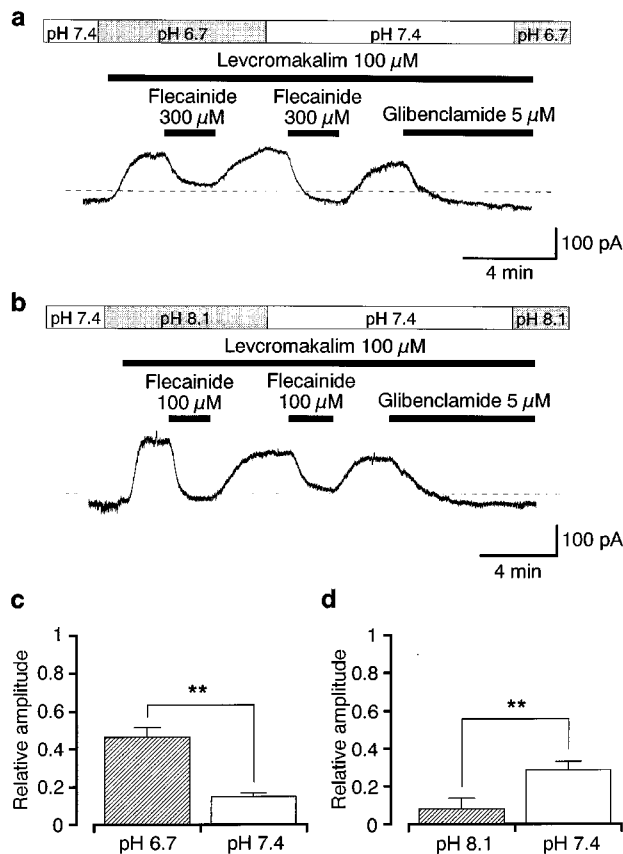 a
pH 7.4 pH 6.7 pH 7.4 pH 6.7
Levcromakalim 100 μM
Flecainide Flecainide
300 μM 300 μM Glibenclamide 5 μM
100 pA
4 min
b
pH 7.4 pH 8.1 pH 7.4 pH 8.1
Levcromakalim 100 μM
Flecainide Flecainide
100 μM 100 μM Glibenclamide 5 μM
100 pA
4 min
c d
1 1
0.8 0.8
0.6 0.6
0.4 0.4
0.2 0.2
0 0
Relative amplitude Relative amplitude
** **
pH 6.7 pH 7.4 pH 8.1 pH 7.4